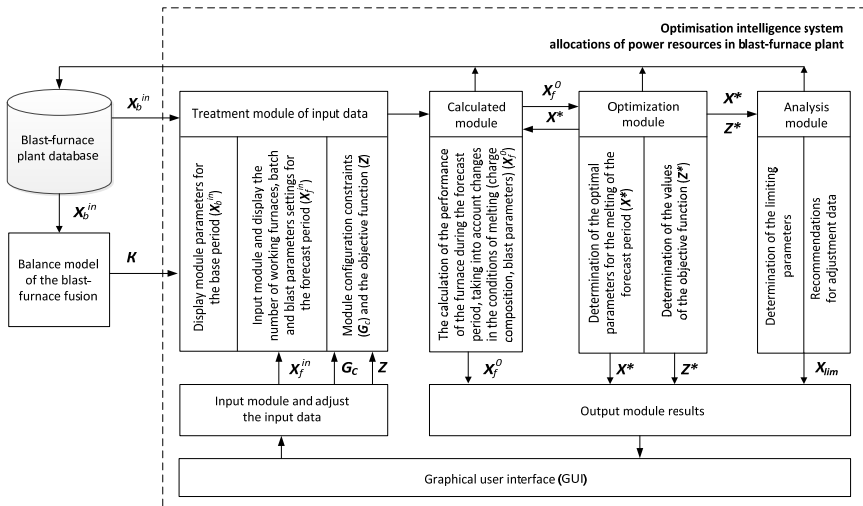 Optimisation intelligence system
allocations of power resources in blast-furnace plant
Blast-furnace
plant database
X_b^in
X_b^in
Balance model
of the blast-
furnace fusion
K
Treatment module of input data
Display module parameters for
the base period (X_b^in)
Input module and display the
number of working furnaces, batch
and blast parameters settings for
the forecast period (X_f^in)
Module configuration constraints
(G_c) and the objective function (Z)
X_f^in
G_C
Z
Input module and adjust
the input data
Calculated
module
The calculation of the performance
of the furnace during the forecast
period, taking into account changes
in the conditions of melting (charge
composition, blast parameters) (X_f^0)
X_f^0
X_f^0
X*
Optimization
module
Determination of the optimal
parameters for the melting of the
forecast period (X*)
Determination of the values
of the objective function (Z*)
X*
Z*
X*
Z*
Analysis
module
Determination of the limiting
parameters
Recommendations
for adjustment data
X_lim
Output module results
Graphical user interface (GUI)